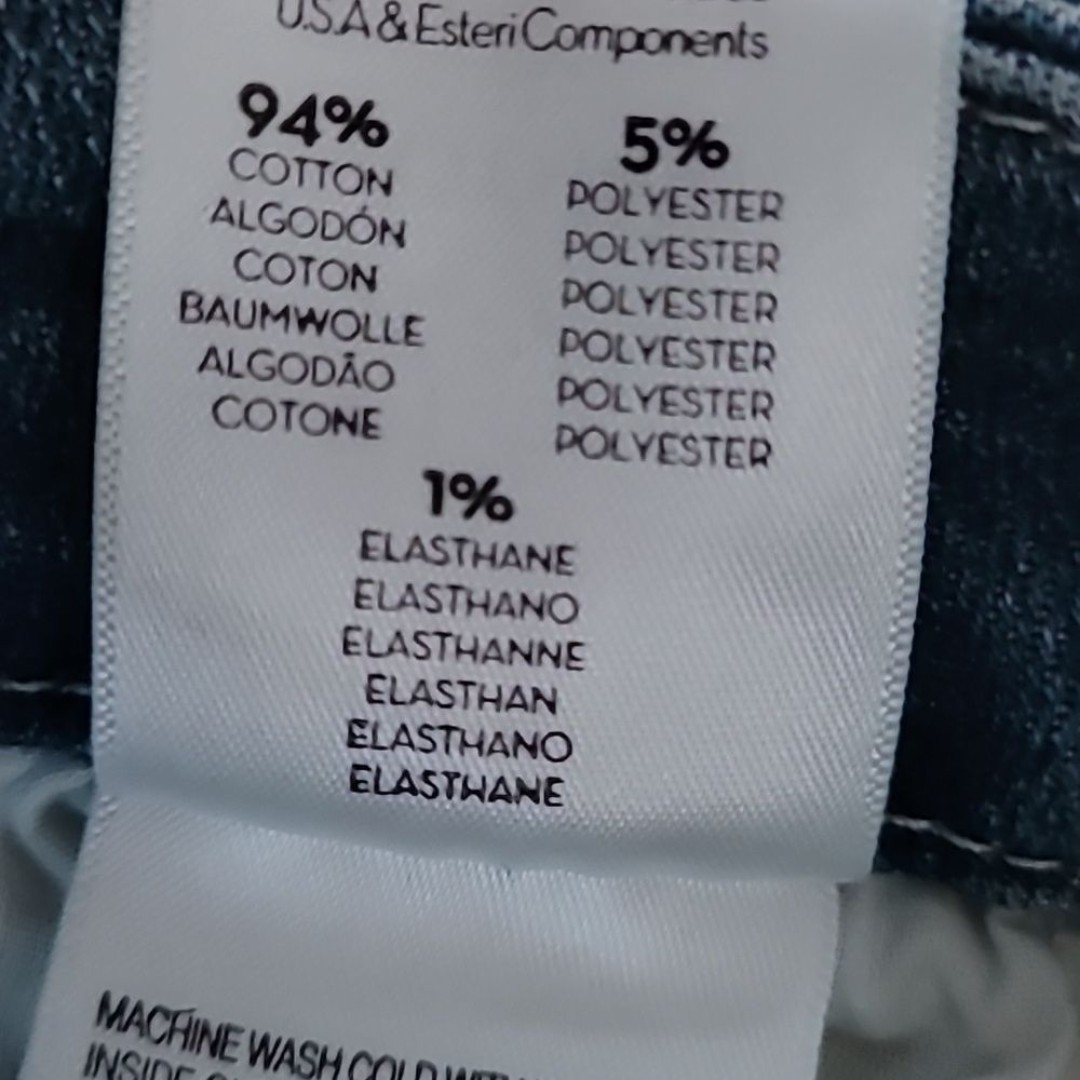 U.S.A & Esteri Components
94%
COTTON
ALGODÓN
COTON
BAUMWOLLE
ALGODÃO
COTONE
5%
POLYESTER
POLYESTER
POLYESTER
POLYESTER
POLYESTER
POLYESTER
1%
ELASTHANE
ELASTHANO
ELASTHANNE
ELASTHAN
ELASTHANO
ELASTHANE
MACHINE WASH COLD
INSIDE